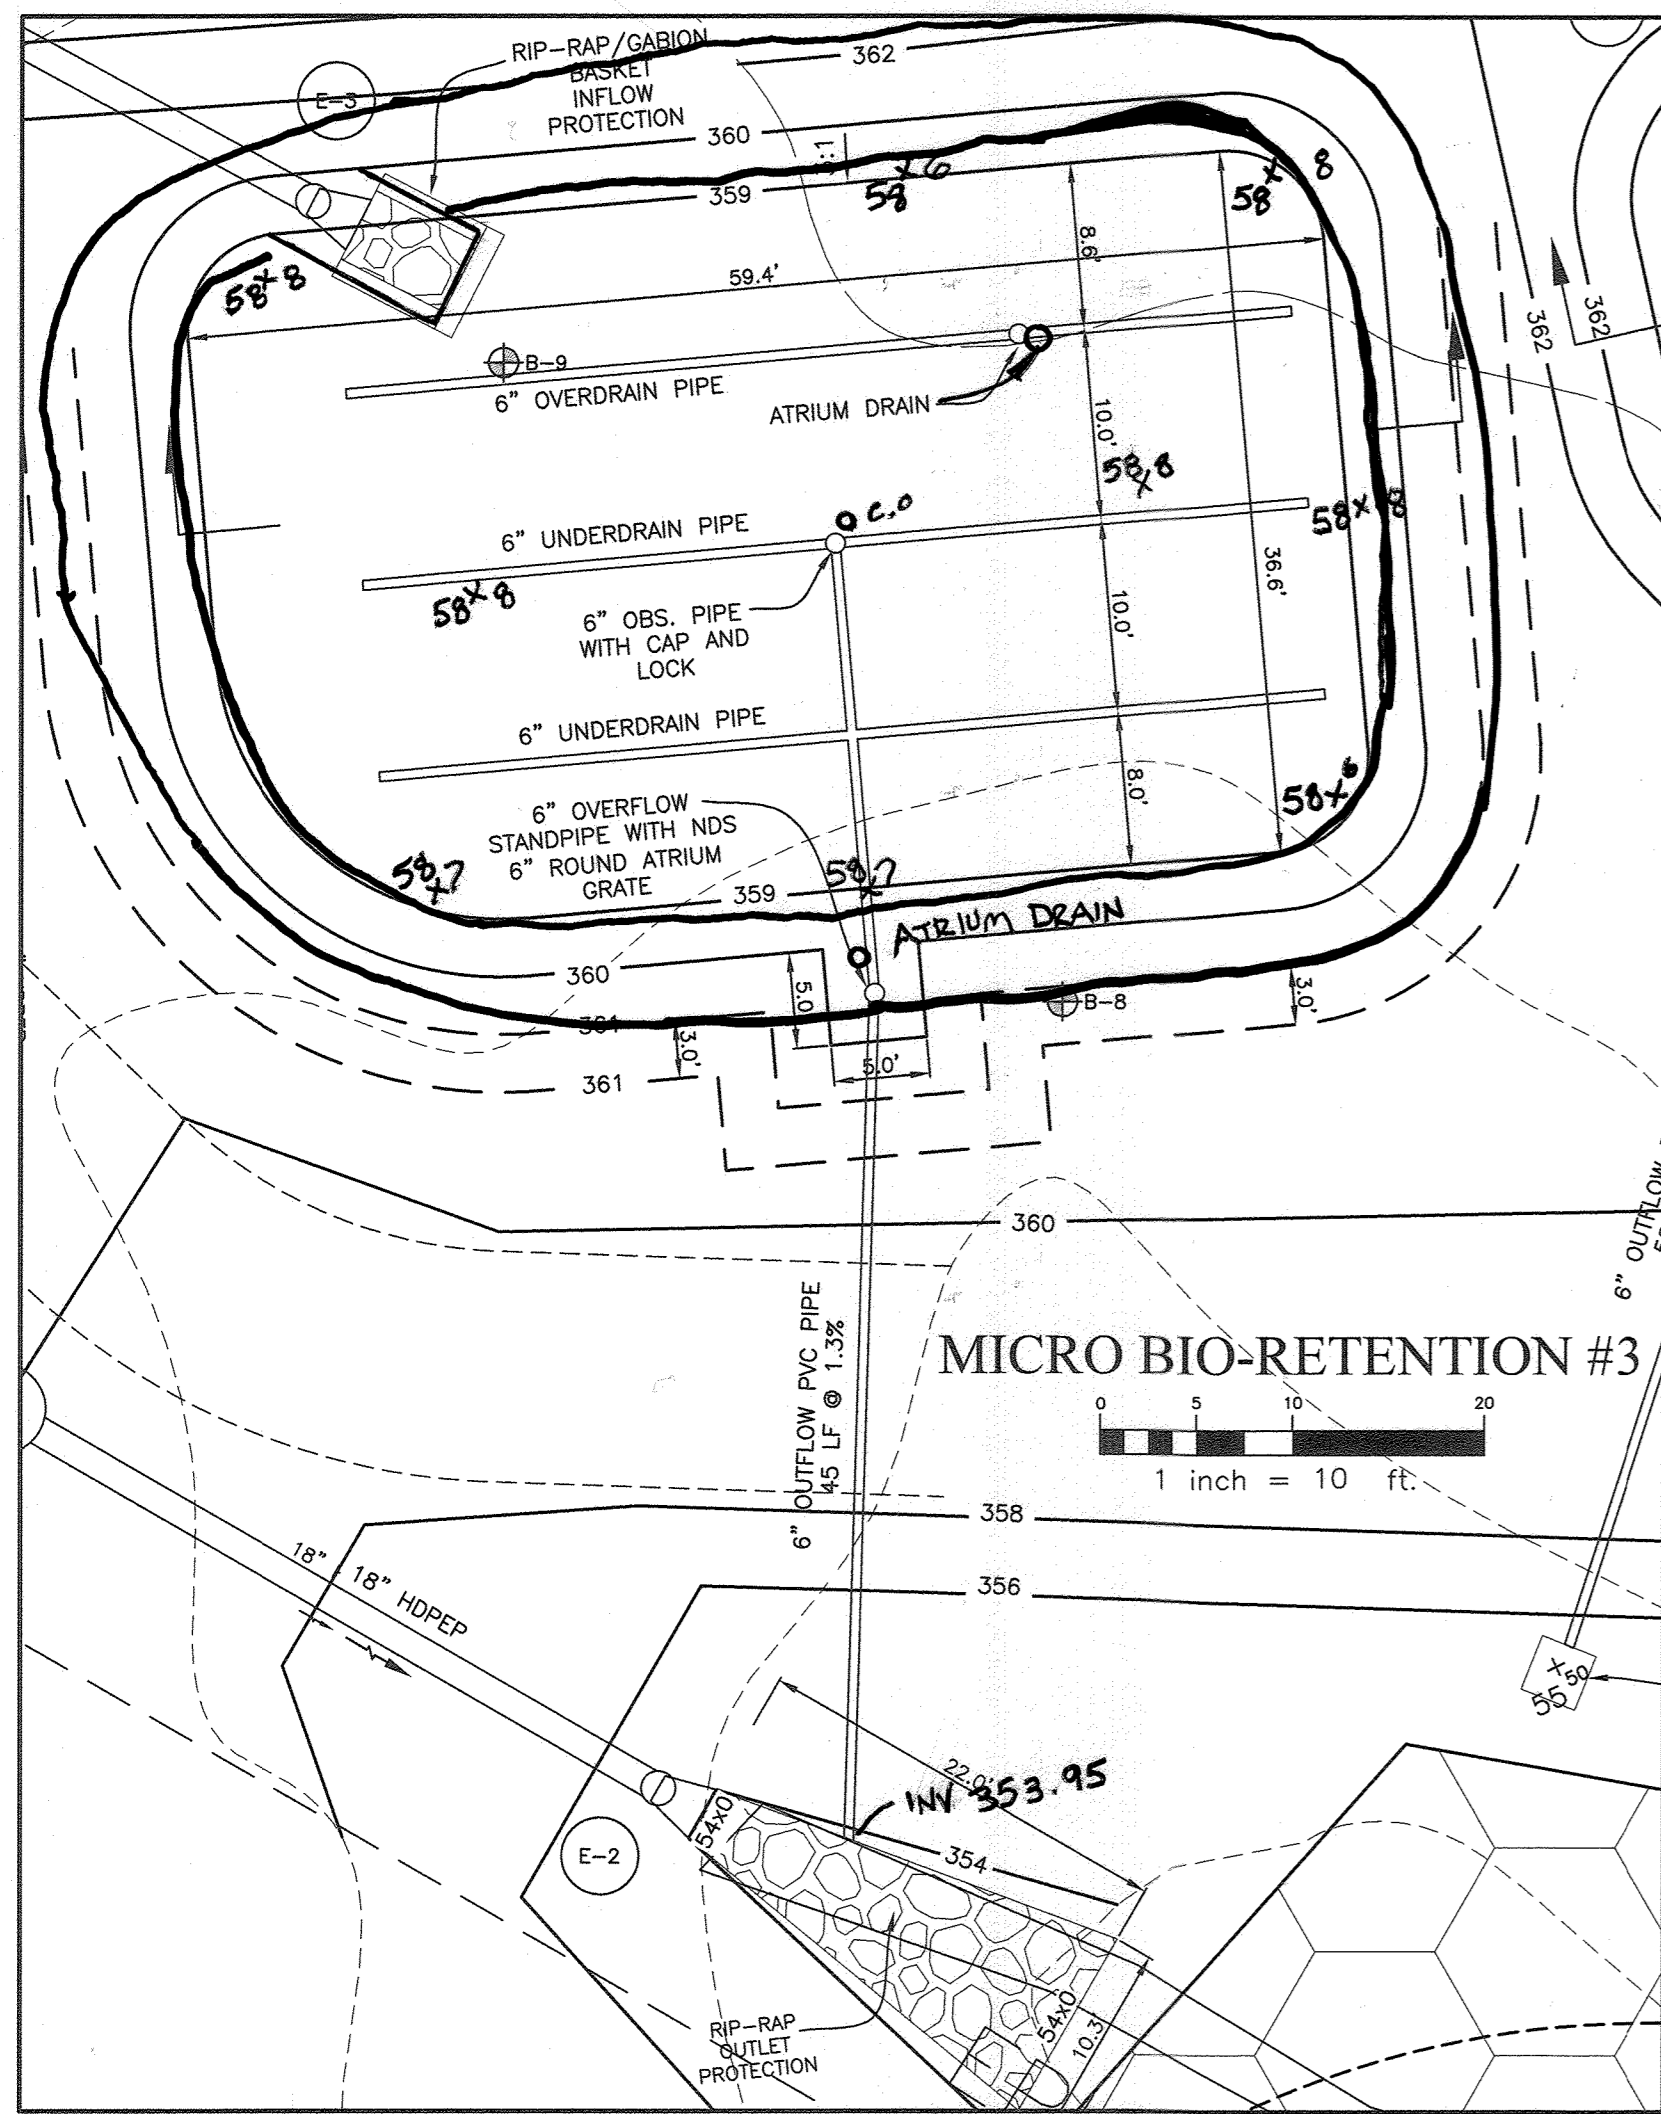 RIP-RAP/GABION
BASKET
INFLOW
PROTECTION
E-3
362
360
359
58x6
58x8
58x8
8.6'
59.4'
362
362
B-9
6" OVERDRAIN PIPE
ATRIUM DRAIN
10.0'
58x8
C.O
6" UNDERDRAIN PIPE
58x8
58x8
36.6'
6" OBS. PIPE
WITH CAP AND
LOCK
10.0'
6" UNDERDRAIN PIPE
58x6
8.0'
6" OVERFLOW
STANDPIPE WITH NDS
6" ROUND ATRIUM
GRATE
58x7
58x7
359
ATRIUM DRAIN
360
5.0'
3.0'
B-8
361
3.0'
5.0'
361
360
6" OUTFLOW
6" OUTFLOW PVC PIPE
45 LF @ 1.3%
MICRO BIO-RETENTION #3
0 5 10 20
1 inch = 10 ft.
358
356
18"
18" HDPEP
55x50
22.0'
INV 353.95
54x0
E-2
354
54x0
10.3'
RIP-RAP
OUTLET
PROTECTION